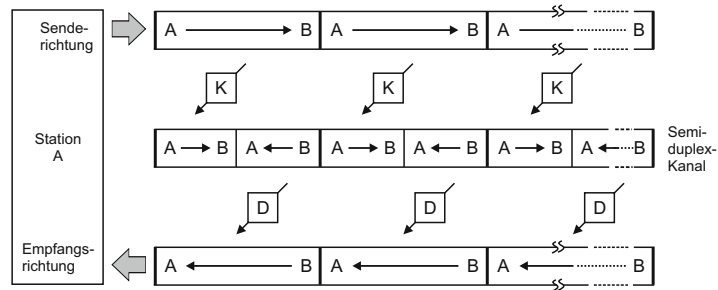 Sende-
richtung
A B A B A B
K K K
Station
A
A B A B A B A B A B A B
Semi-
duplex-
Kanal
D D D
Empfangs-
richtung
A B A B A B